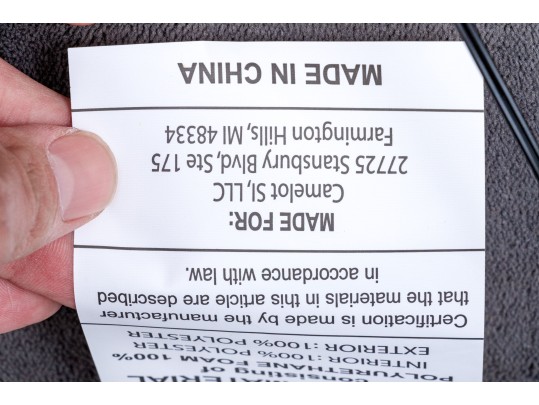 MATERIAL
consisting of
POLYURETHANE FOAM 100%
INTERIOR: 100% POLYESTER
EXTERIOR: 100% POLYESTER
Certification is made by the manufacturer
that the materials in this article are described
in accordance with law.
MADE FOR:
Camelot SI, LLC
27725 Stansbury Blvd, Ste 175
Farmington Hills, MI 48334
MADE IN CHINA